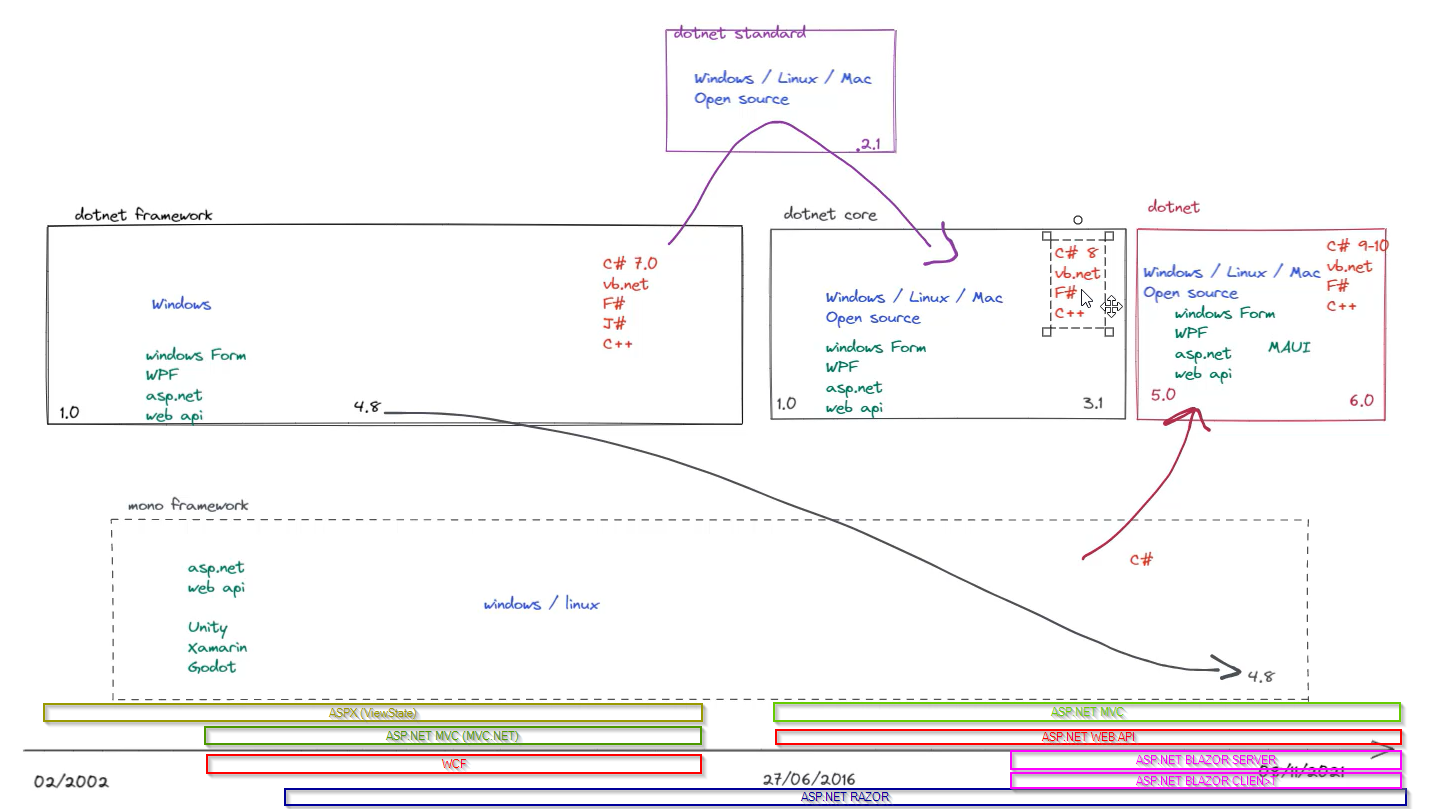 dotnet standard
Windows / Linux / Mac
Open source
.2.1
dotnet framework
Windows
windows Form
WPF
asp.net
web api
1.0
4.8
C# 7.0
vb.net
F#
J#
C++
dotnet core
Windows / Linux / Mac
Open source
windows Form
WPF
asp.net
web api
1.0
3.1
C# 8
vb.net
F#
C++
dotnet
C# 9-10
vb.net
F#
C++
Windows / Linux / Mac
Open source
windows Form
WPF
asp.net
web api
MAUI
5.0
6.0
mono framework
asp.net
web api
Unity
Xamarin
Godot
windows / linux
C#
4.8
ASPX (ViewState)
ASP.NET MVC
ASP.NET MVC (MVC.NET)
ASP.NET WEB API
WCF
ASP.NET BLAZOR SERVER
ASP.NET BLAZOR CLIENT
ASP.NET RAZOR
02/2002
27/06/2016
08/11/2021